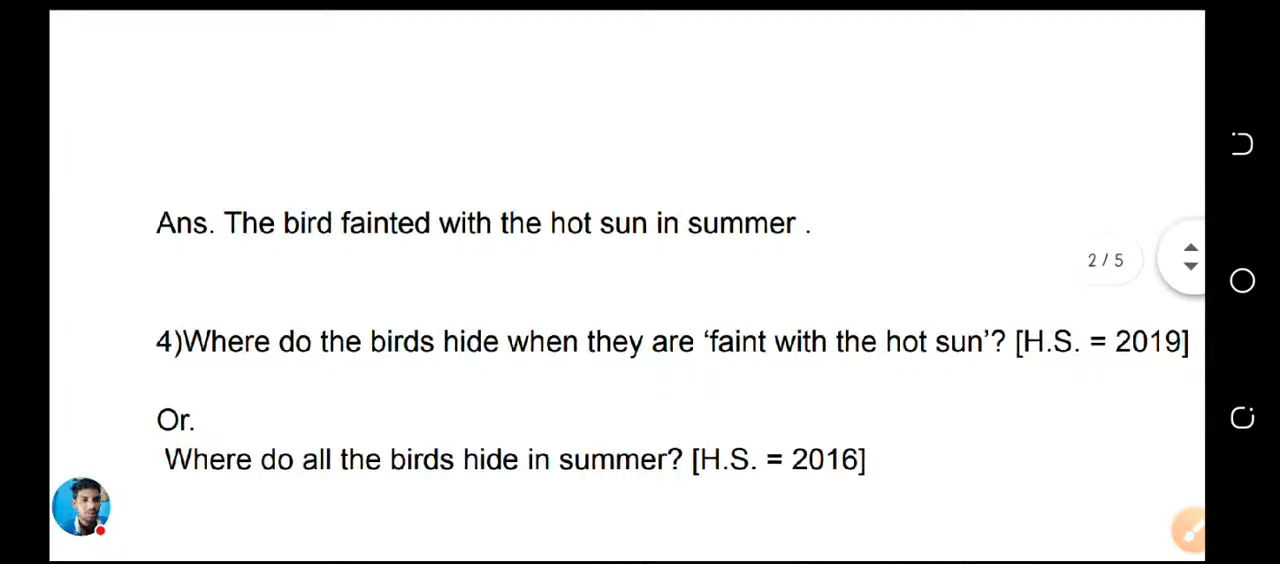 Ans. The bird fainted with the hot sun in summer .
2 / 5
4)Where do the birds hide when they are ‘faint with the hot sun’? [H.S. = 2019]
Or.
Where do all the birds hide in summer? [H.S. = 2016]